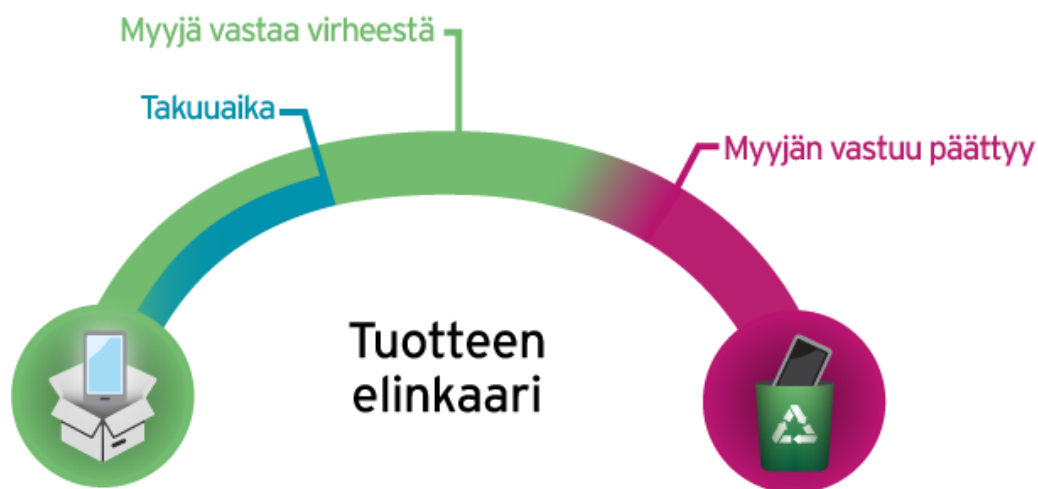 Myyjä vastaa virheestä
Takuuaika
Myyjän vastuu päättyy
Tuotteen
elinkaari